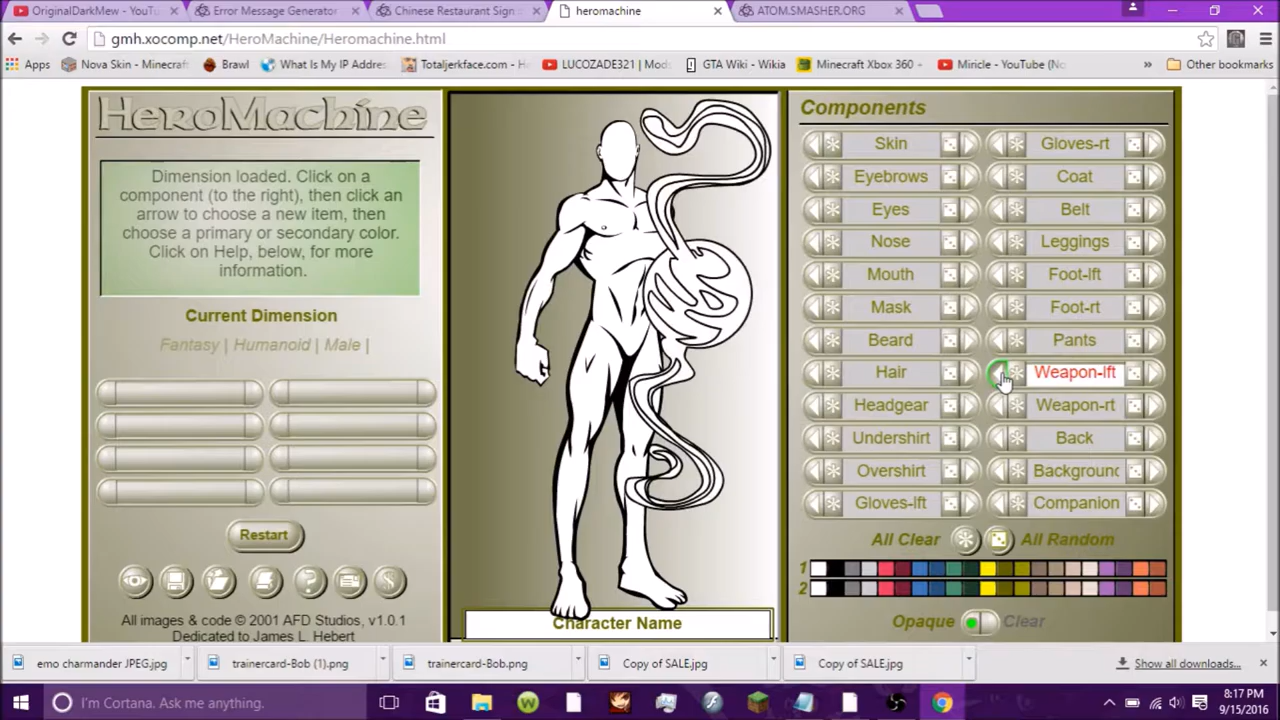 OriginalDarkMew - YouTu
Error Message Generator
Chinese Restaurant Sign
heromachine
ATOM.SMASHER.ORG
gmh.xocomp.net/HeroMachine/Heromachine.html
Apps
Nova Skin - Minecraft
Brawl
What Is My IP Addres
Totaljerkface.com - H
LUCOZADE321 | Mods
GTA Wiki - Wikia
Minecraft Xbox 360 -
Miricle - YouTube (No
»
Other bookmarks
HeroMachine
Dimension loaded. Click on a
component (to the right), then click an
arrow to choose a new item, then
choose a primary or secondary color.
Click on Help, below, for more
information.
Current Dimension
Fantasy | Humanoid | Male |
Restart
All images & code © 2001 AFD Studios, v1.0.1
Dedicated to James L. Hebert
Character Name
Components
Skin
Gloves-rt
Eyebrows
Coat
Eyes
Belt
Nose
Leggings
Mouth
Foot-lft
Mask
Foot-rt
Beard
Pants
Hair
Weapon-lft
Headgear
Weapon-rt
Undershirt
Back
Overshirt
Background
Gloves-lft
Companion
All Clear
All Random
1
2
Opaque
Clear
emo charmander JPEG.jpg
trainercard-Bob (1).png
trainercard-Bob.png
Copy of SALE.jpg
Copy of SALE.jpg
Show all downloads...
I'm Cortana. Ask me anything.
8:17 PM
9/15/2016